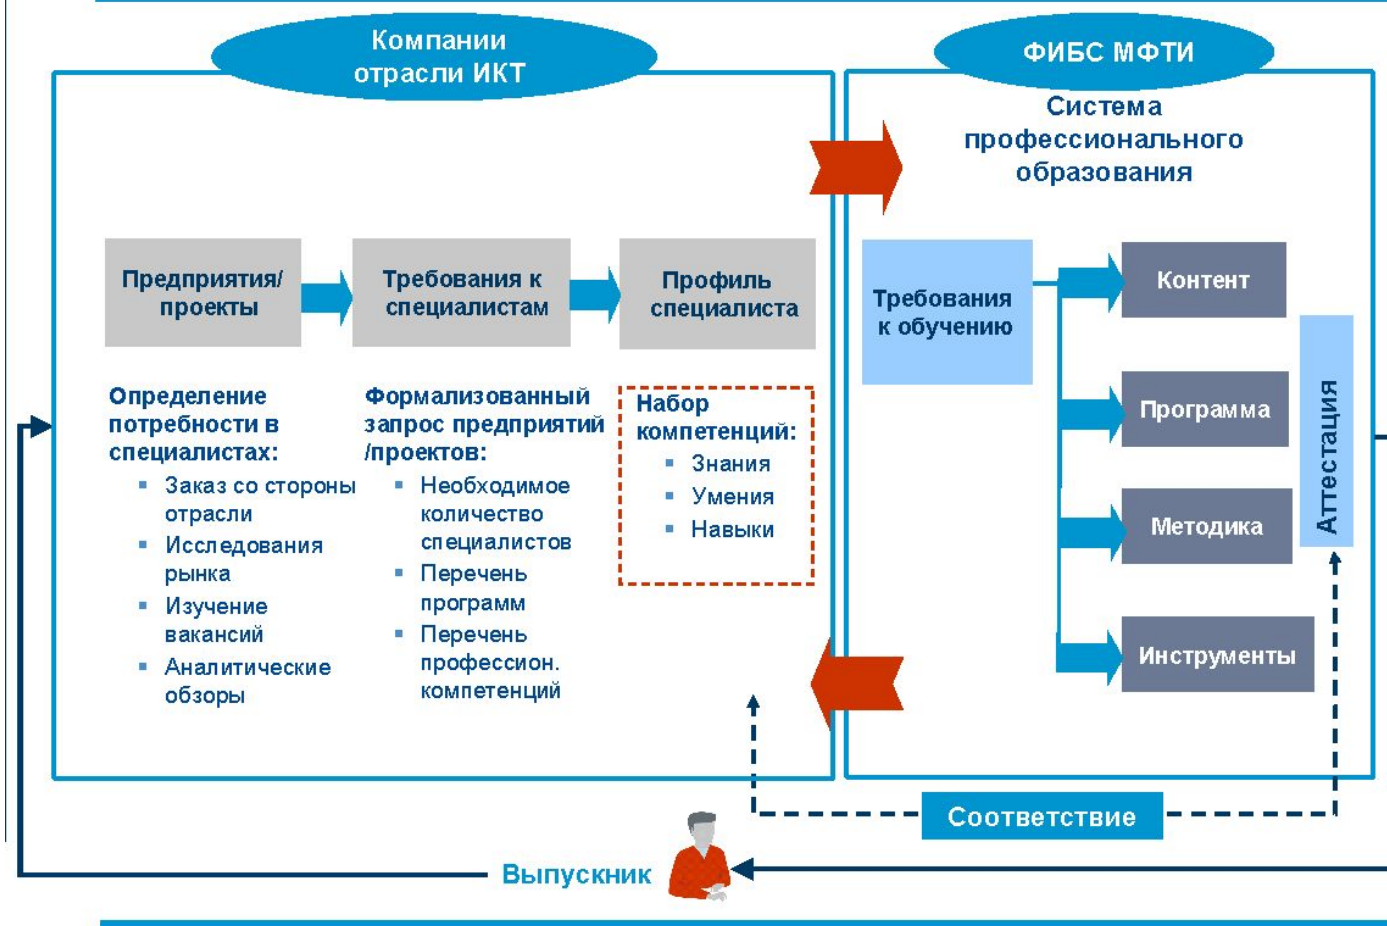 Компании
отрасли ИКТ
Предприятия/
проекты
Требования к
специалистам
Профиль
специалиста
Определение
потребности в
специалистах:
Заказ со стороны
отрасли
Исследования
рынка
Изучение
вакансий
Аналитические
обзоры
Формализованный
запрос предприятий
/проектов:
Необходимое
количество
специалистов
Перечень
программ
Перечень
профессион.
компетенций
Набор
компетенций:
Знания
Умения
Навыки
ФИБС МФТИ
Система
профессионального
образования
Требования
к обучению
Контент
Программа
Методика
Инструменты
Аттестация
Соответствие
Выпускник